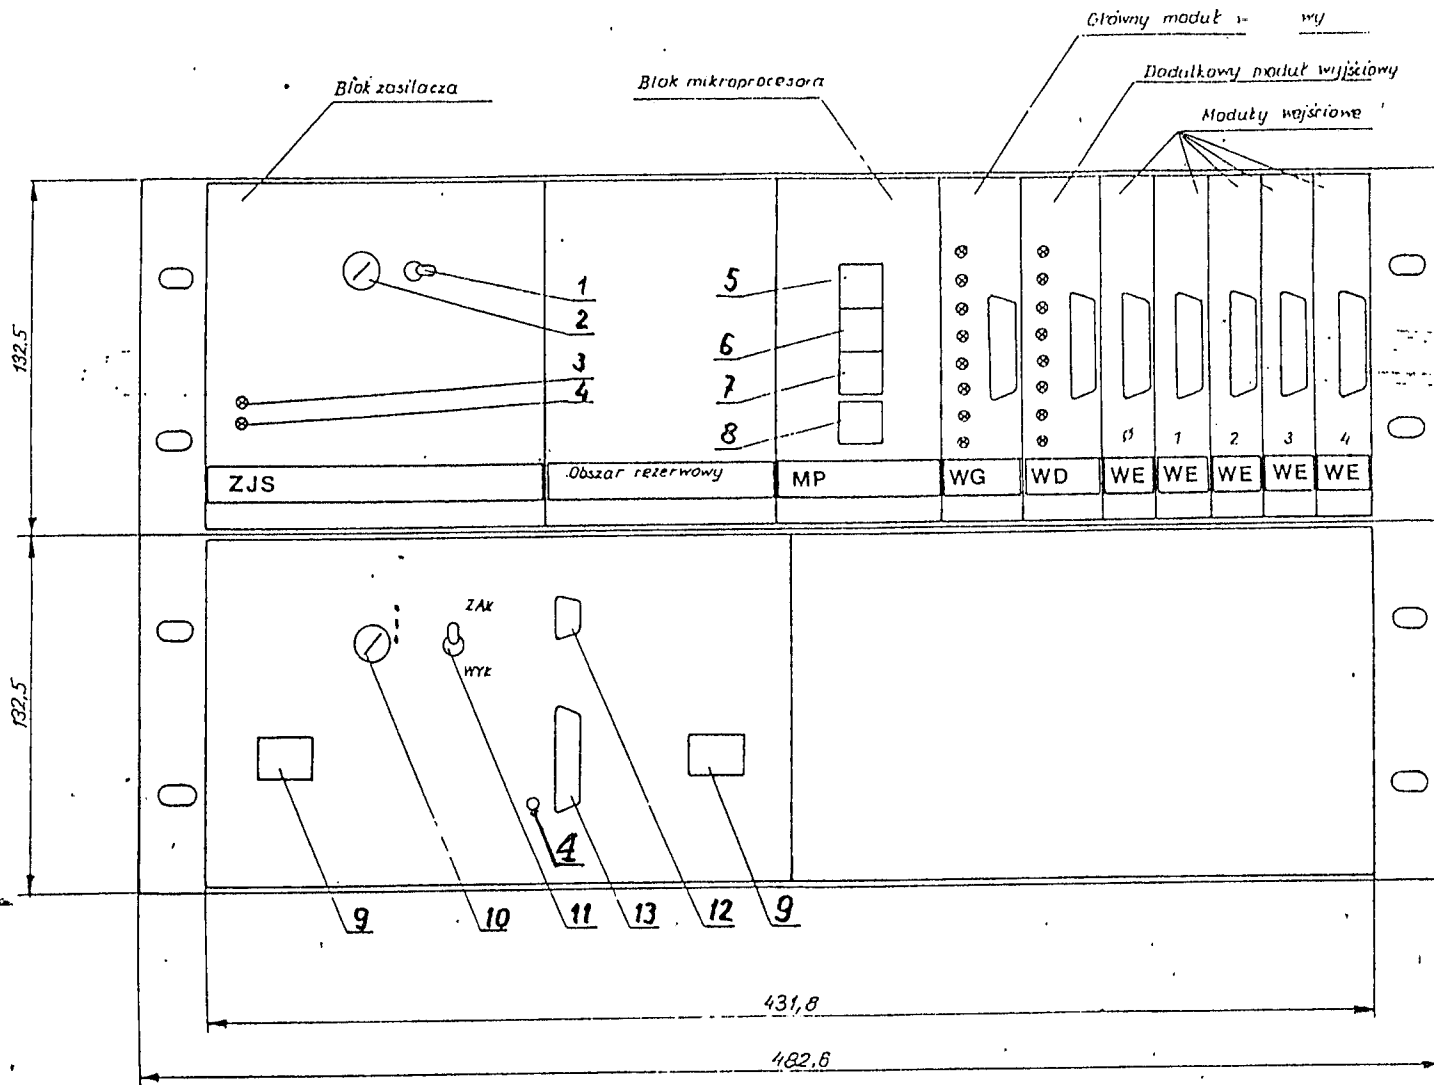 Główny moduł wy
Blok zasilacza
Blok mikroprocesora
Dodatkowy moduł wyjściowy
Moduły wejściowe
132,5
1
2
3
4
5
6
7
8
Ø 1 2 3 4
ZJS
Obszar rezerwowy
MP
WG
WD
WE
WE
WE
WE
WE
132,5
ZAŁ
WYŁ
4
9
10
11
13
12
9
431,8
482,6